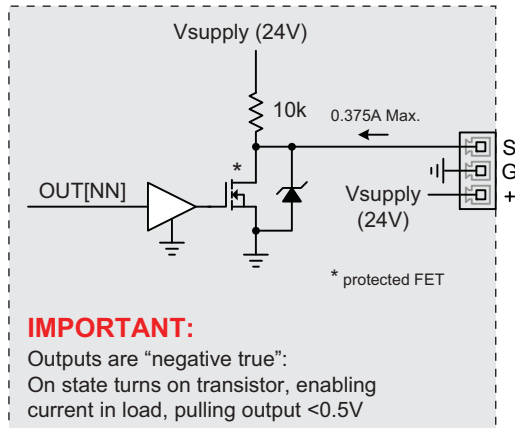 Vsupply (24V)
10k
0.375A Max.
S
G
+
*
OUT[NN]
Vsupply
(24V)
* protected FET
IMPORTANT:
Outputs are “negative true”:
On state turns on transistor, enabling
current in load, pulling output <0.5V